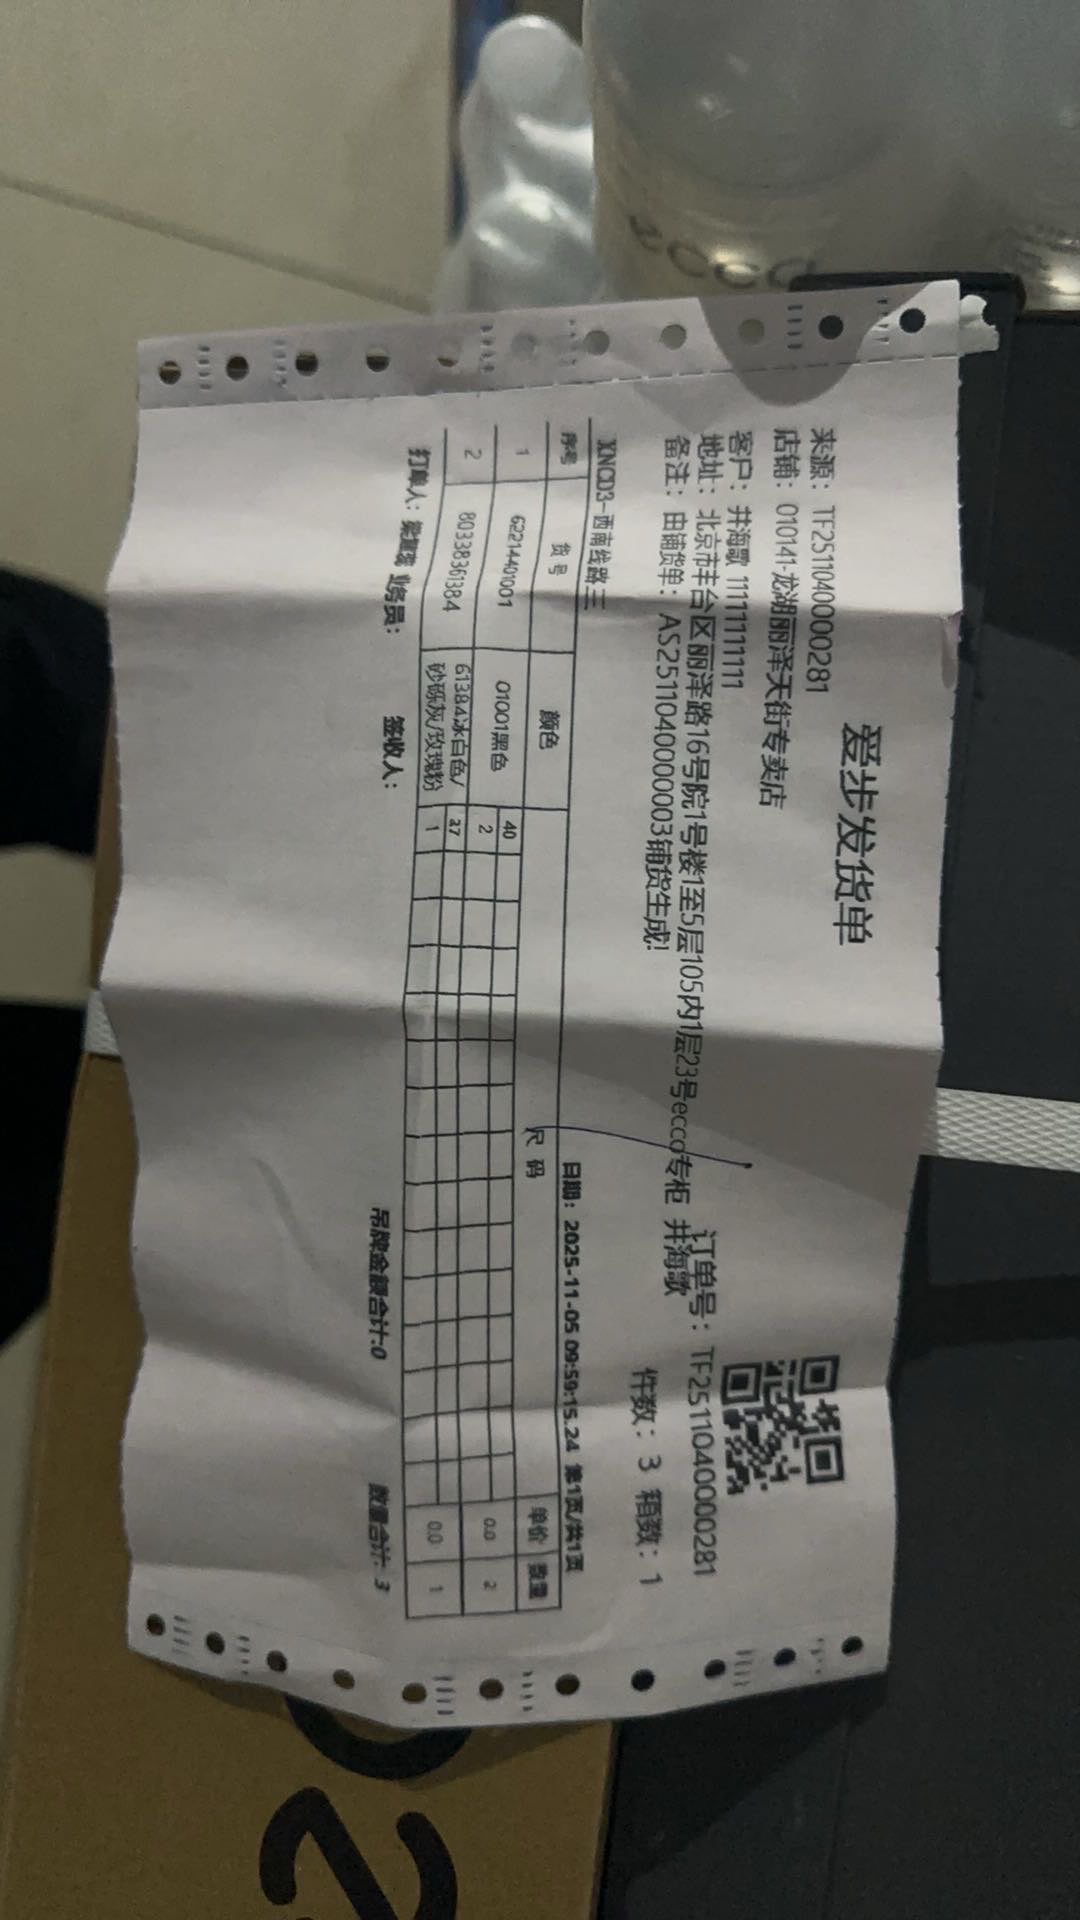 爱步发货单
来源：TF2511040000281
店铺：010141-龙湖丽泽天街专卖店
订单号：TF2511040000281
客户：井海歌 11111111111
地址：北京市丰台区丽泽路16号院1号楼1至5层105内1层23号ecco专柜 井海歌
备注：由铺货单：AS2511040000003铺货生成!
件数：3 箱数：1
XNCD3-西南线路三
日期：2025-11-05 09:59:15.24 第1页/共1页
序号 货号 颜色 尺码 单价 数量
40
1 62214401001 01001黑色 2 0.0 2
37
2 80338361384 61384冰白色/砂砾灰/玫瑰粉 1 0.0 1
打单人： 业务员： 签收人： 吊牌金额合计:0 数量合计: 3